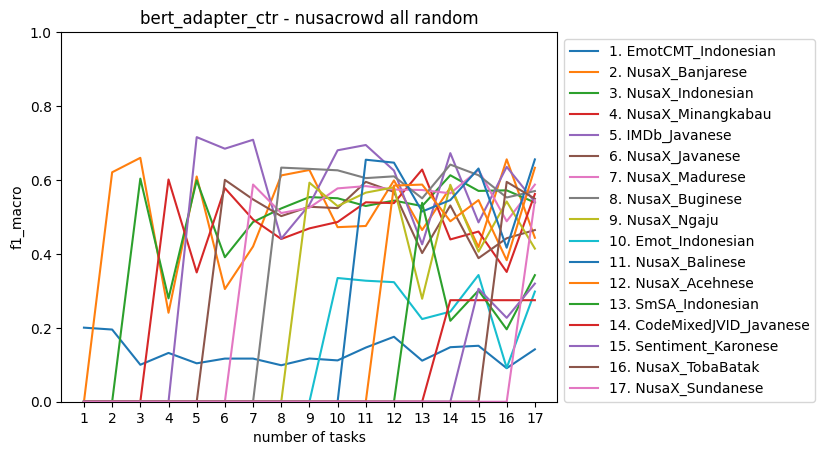 bert_adapter_ctr - nusacrowd all random
1.0
0.8
0.6
0.4
0.2
0.0
f1_macro
1 2 3 4 5 6 7 8 9 10 11 12 13 14 15 16 17
number of tasks
1. EmotCMT_Indonesian
2. NusaX_Banjarese
3. NusaX_Indonesian
4. NusaX_Minangkabau
5. IMDb_Javanese
6. NusaX_Javanese
7. NusaX_Madurese
8. NusaX_Buginese
9. NusaX_Ngaju
10. Emot_Indonesian
11. NusaX_Balinese
12. NusaX_Acehnese
13. SmSA_Indonesian
14. CodeMixedJVID_Javanese
15. Sentiment_Karonese
16. NusaX_TobaBatak
17. NusaX_Sundanese